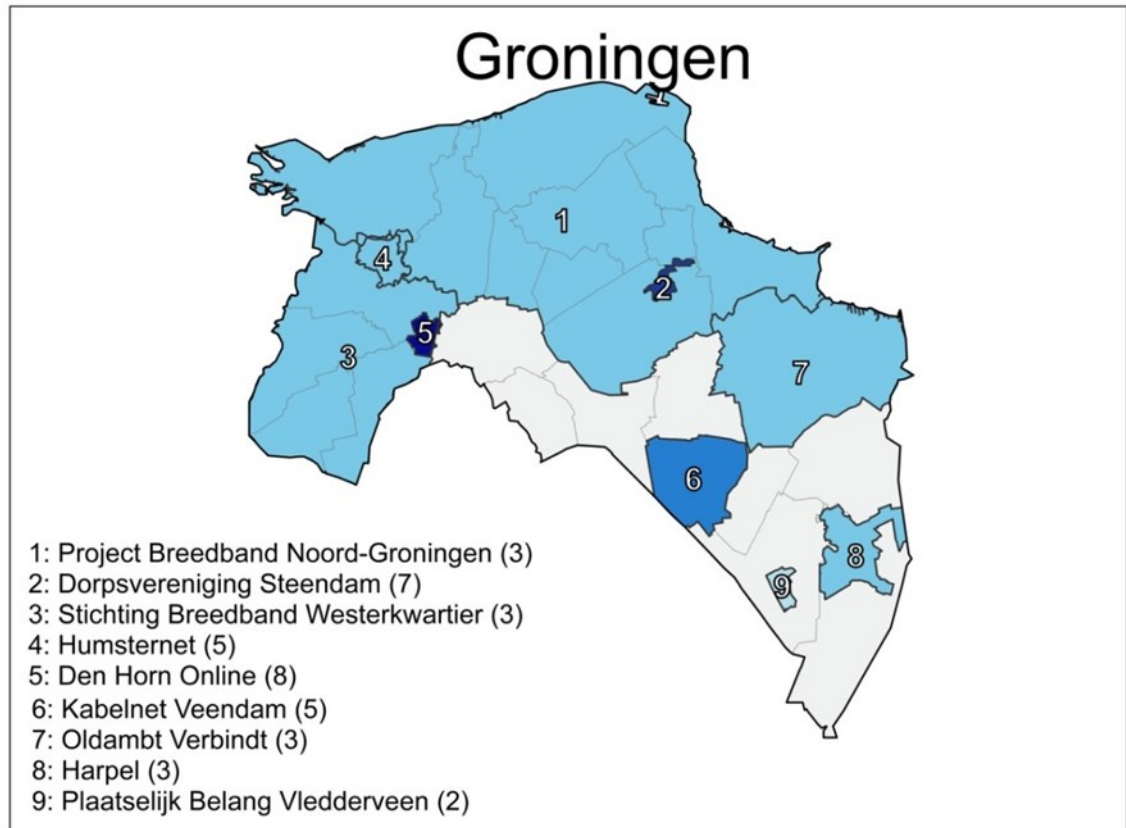 Groningen
1
4
2
5
3
7
6
8
9
1: Project Breedband Noord-Groningen (3)
2: Dorpsvereniging Steendam (7)
3: Stichting Breedband Westerkwartier (3)
4: Humsternet (5)
5: Den Horn Online (8)
6: Kabelnet Veendam (5)
7: Oldambt Verbindt (3)
8: Harpel (3)
9: Plaatselijk Belang Vledderveen (2)